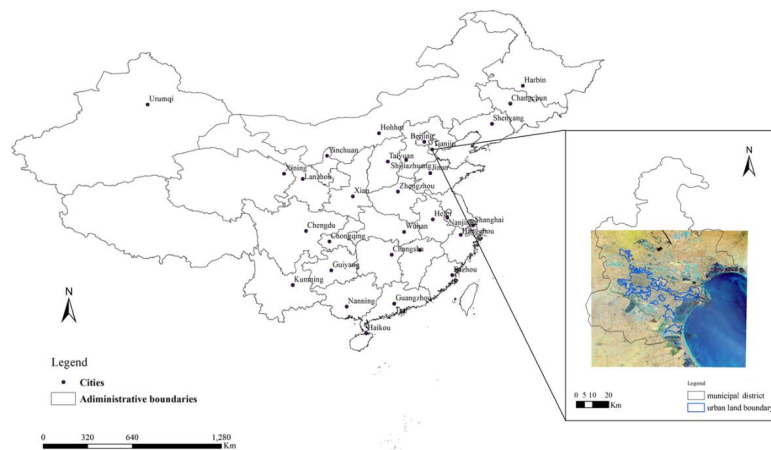 Harbin
Urumqi
Changchun
Shenyang
Hohhot
Beijing
Tianjin
Yinchuan
Taiyuan
Shijiazhuang
Jinan
Xining
Lanzhou
Zhengzhou
Xian
Hefei
Nanjing
Shanghai
Chengdu
Wuhan
Hangzhou
Chongqing
Changsha
Guiyang
Fuzhou
Kunming
Nanning
Guangzhou
Haikou
N
Legend
Cities
Adiministrative boundaries
0 320 640 1,280
Km
N
Legend
municipal district
urban land boundary
0 5 10 20
Km